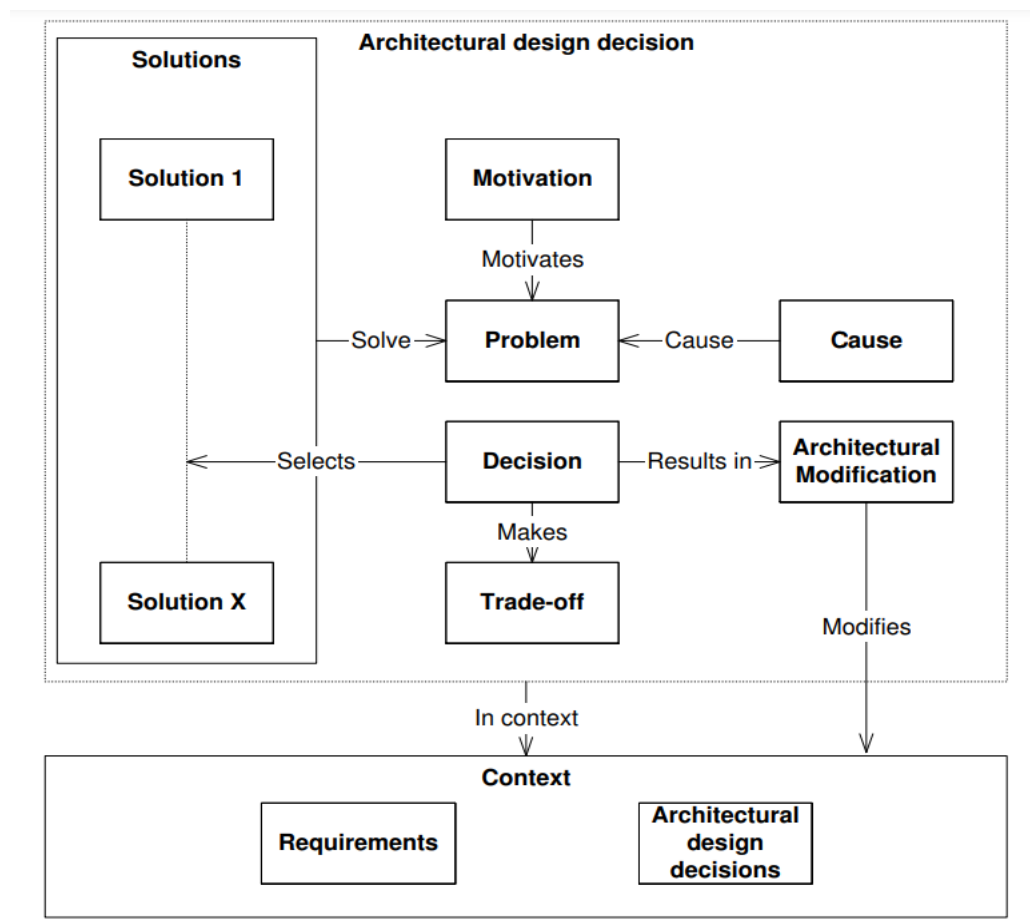 Architectural design decision
Solutions
Solution 1
Motivation
Motivates
Solve
Problem
Cause
Cause
Selects
Decision
Results in
Architectural
Modification
Makes
Solution X
Trade-off
Modifies
In context
Context
Requirements
Architectural
design
decisions